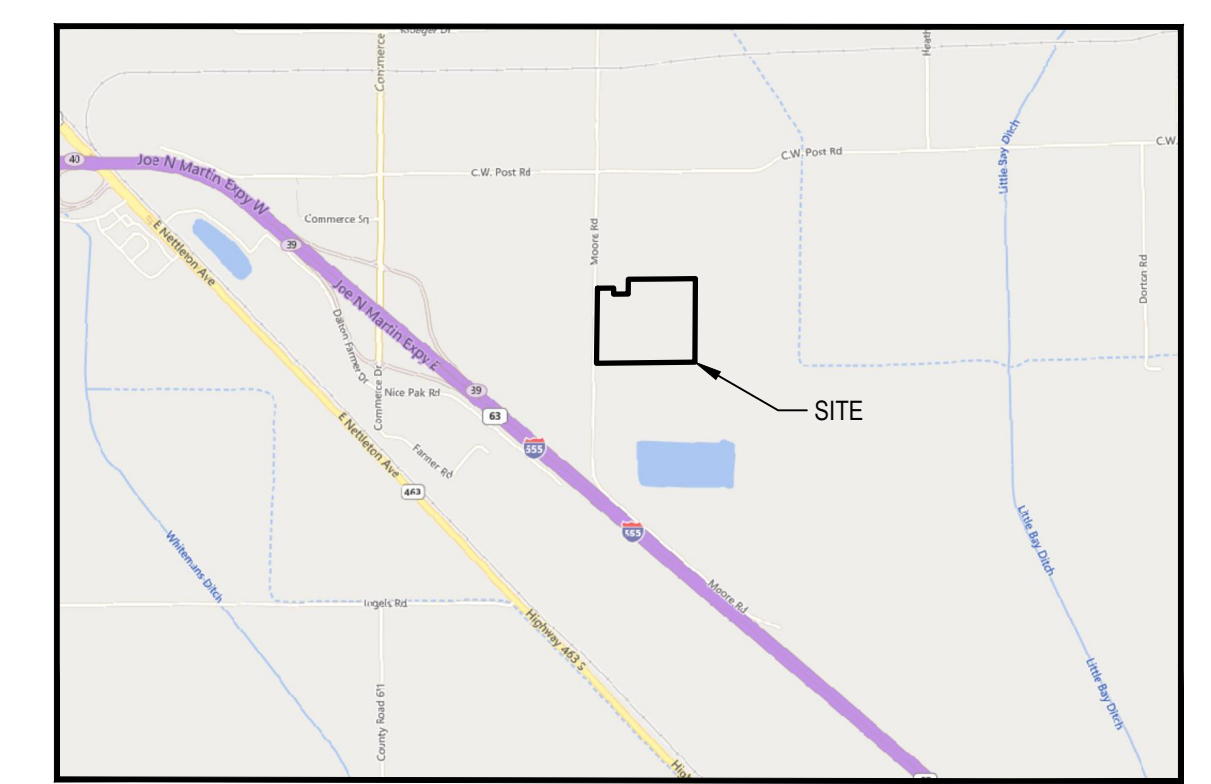 Kroeger Dr
Commerce
Heath
C.W. Post Rd
C.W.
40
Joe N Martin Expy W
C.W. Post Rd
Little Bay Ditch
Commerce Sq
Moore Rd
39
E Nettleton Ave
Dorton Rd
Joe N Martin Expy E
Dalton Farmer Dr
Commerce Dr
Nice Pak Rd
39
63
SITE
555
E Nettleton Ave
Farmer Rd
463
555
Little Bay Ditch
Whitemans Ditch
Moore Rd
Ingels Rd
Highway 463 S
County Road 611
Little Bay Ditch
High